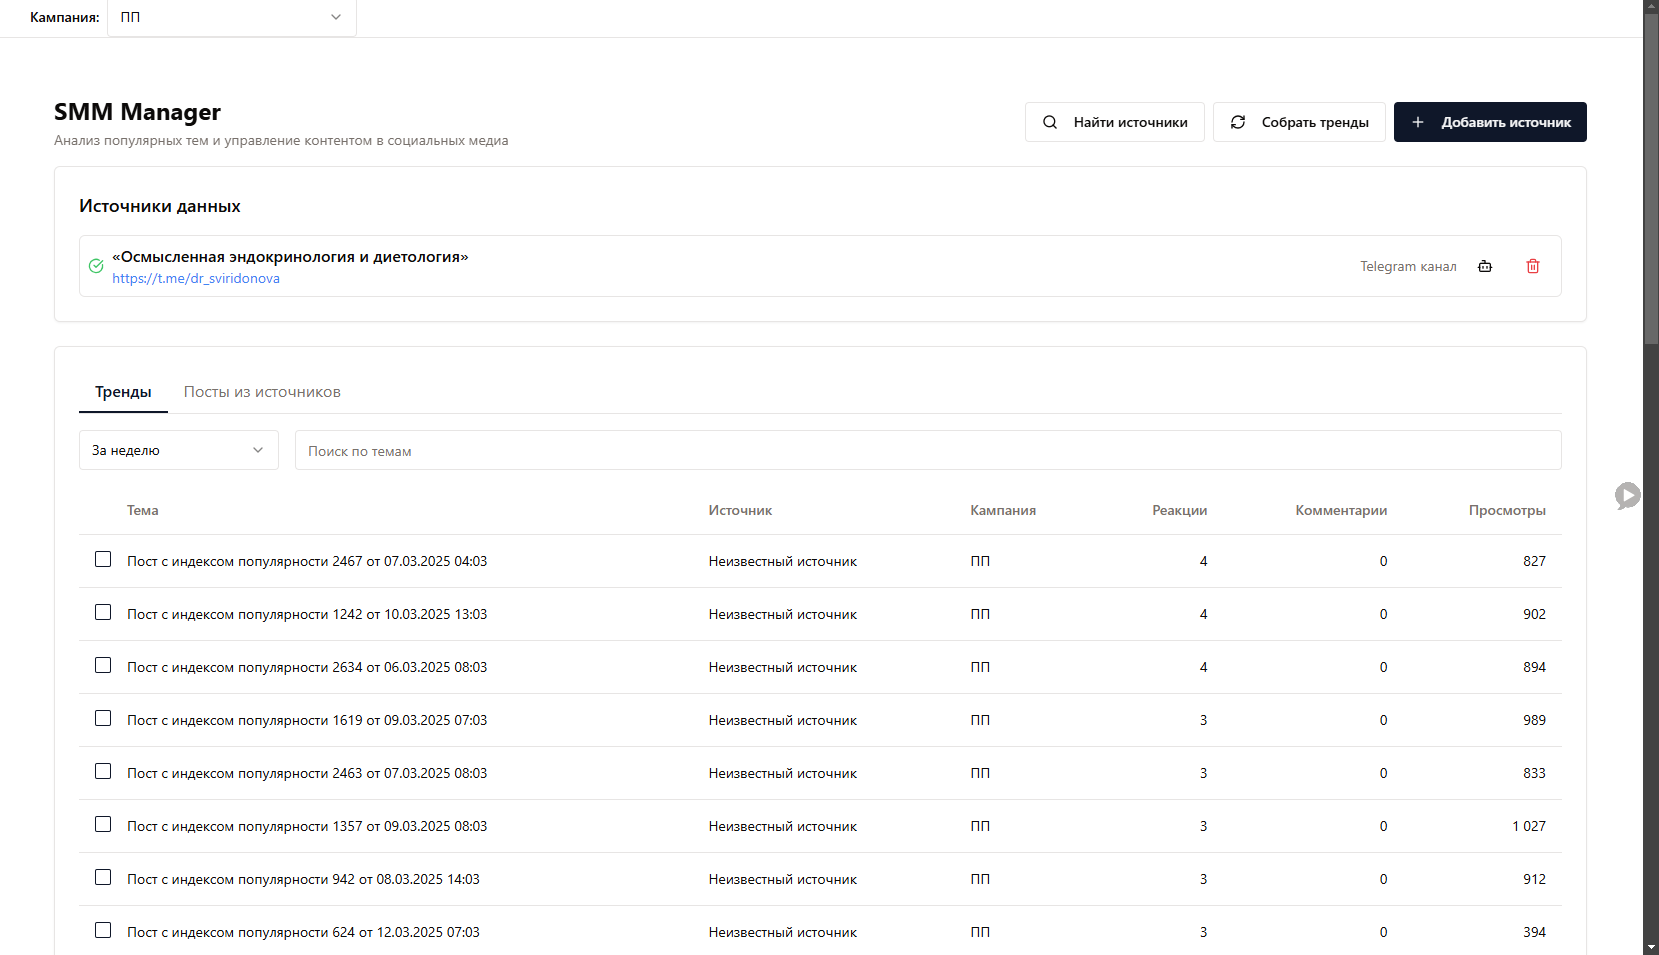 Кампания: ПП
SMM Manager
Анализ популярных тем и управление контентом в социальных медиа
Найти источники
Собрать тренды
Добавить источник
Источники данных
«Осмысленная эндокринология и диетология»
https://t.me/dr_sviridonova
Telegram канал
Тренды Посты из источников
За неделю Поиск по темам
Тема Источник Кампания Реакции Комментарии Просмотры
Пост с индексом популярности 2467 от 07.03.2025 04:03 Неизвестный источник ПП 4 0 827
Пост с индексом популярности 1242 от 10.03.2025 13:03 Неизвестный источник ПП 4 0 902
Пост с индексом популярности 2634 от 06.03.2025 08:03 Неизвестный источник ПП 4 0 894
Пост с индексом популярности 1619 от 09.03.2025 07:03 Неизвестный источник ПП 3 0 989
Пост с индексом популярности 2463 от 07.03.2025 08:03 Неизвестный источник ПП 3 0 833
Пост с индексом популярности 1357 от 09.03.2025 08:03 Неизвестный источник ПП 3 0 1 027
Пост с индексом популярности 942 от 08.03.2025 14:03 Неизвестный источник ПП 3 0 912
Пост с индексом популярности 624 от 12.03.2025 07:03 Неизвестный источник ПП 3 0 394